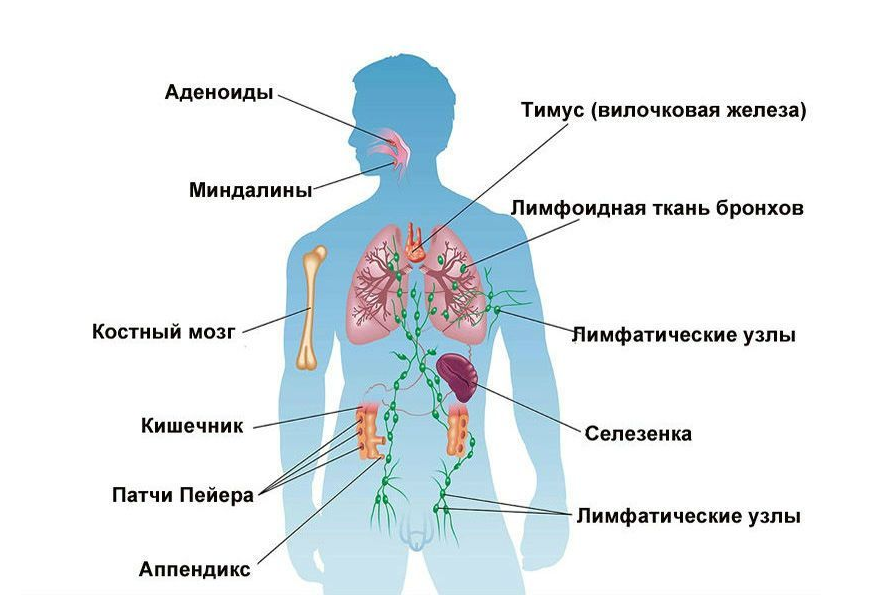 Аденоиды
Тимус (вилочковая железа)
Миндалины
Лимфоидная ткань бронхов
Костный мозг
Лимфатические узлы
Кишечник
Селезенка
Патчи Пейера
Лимфатические узлы
Аппендикс